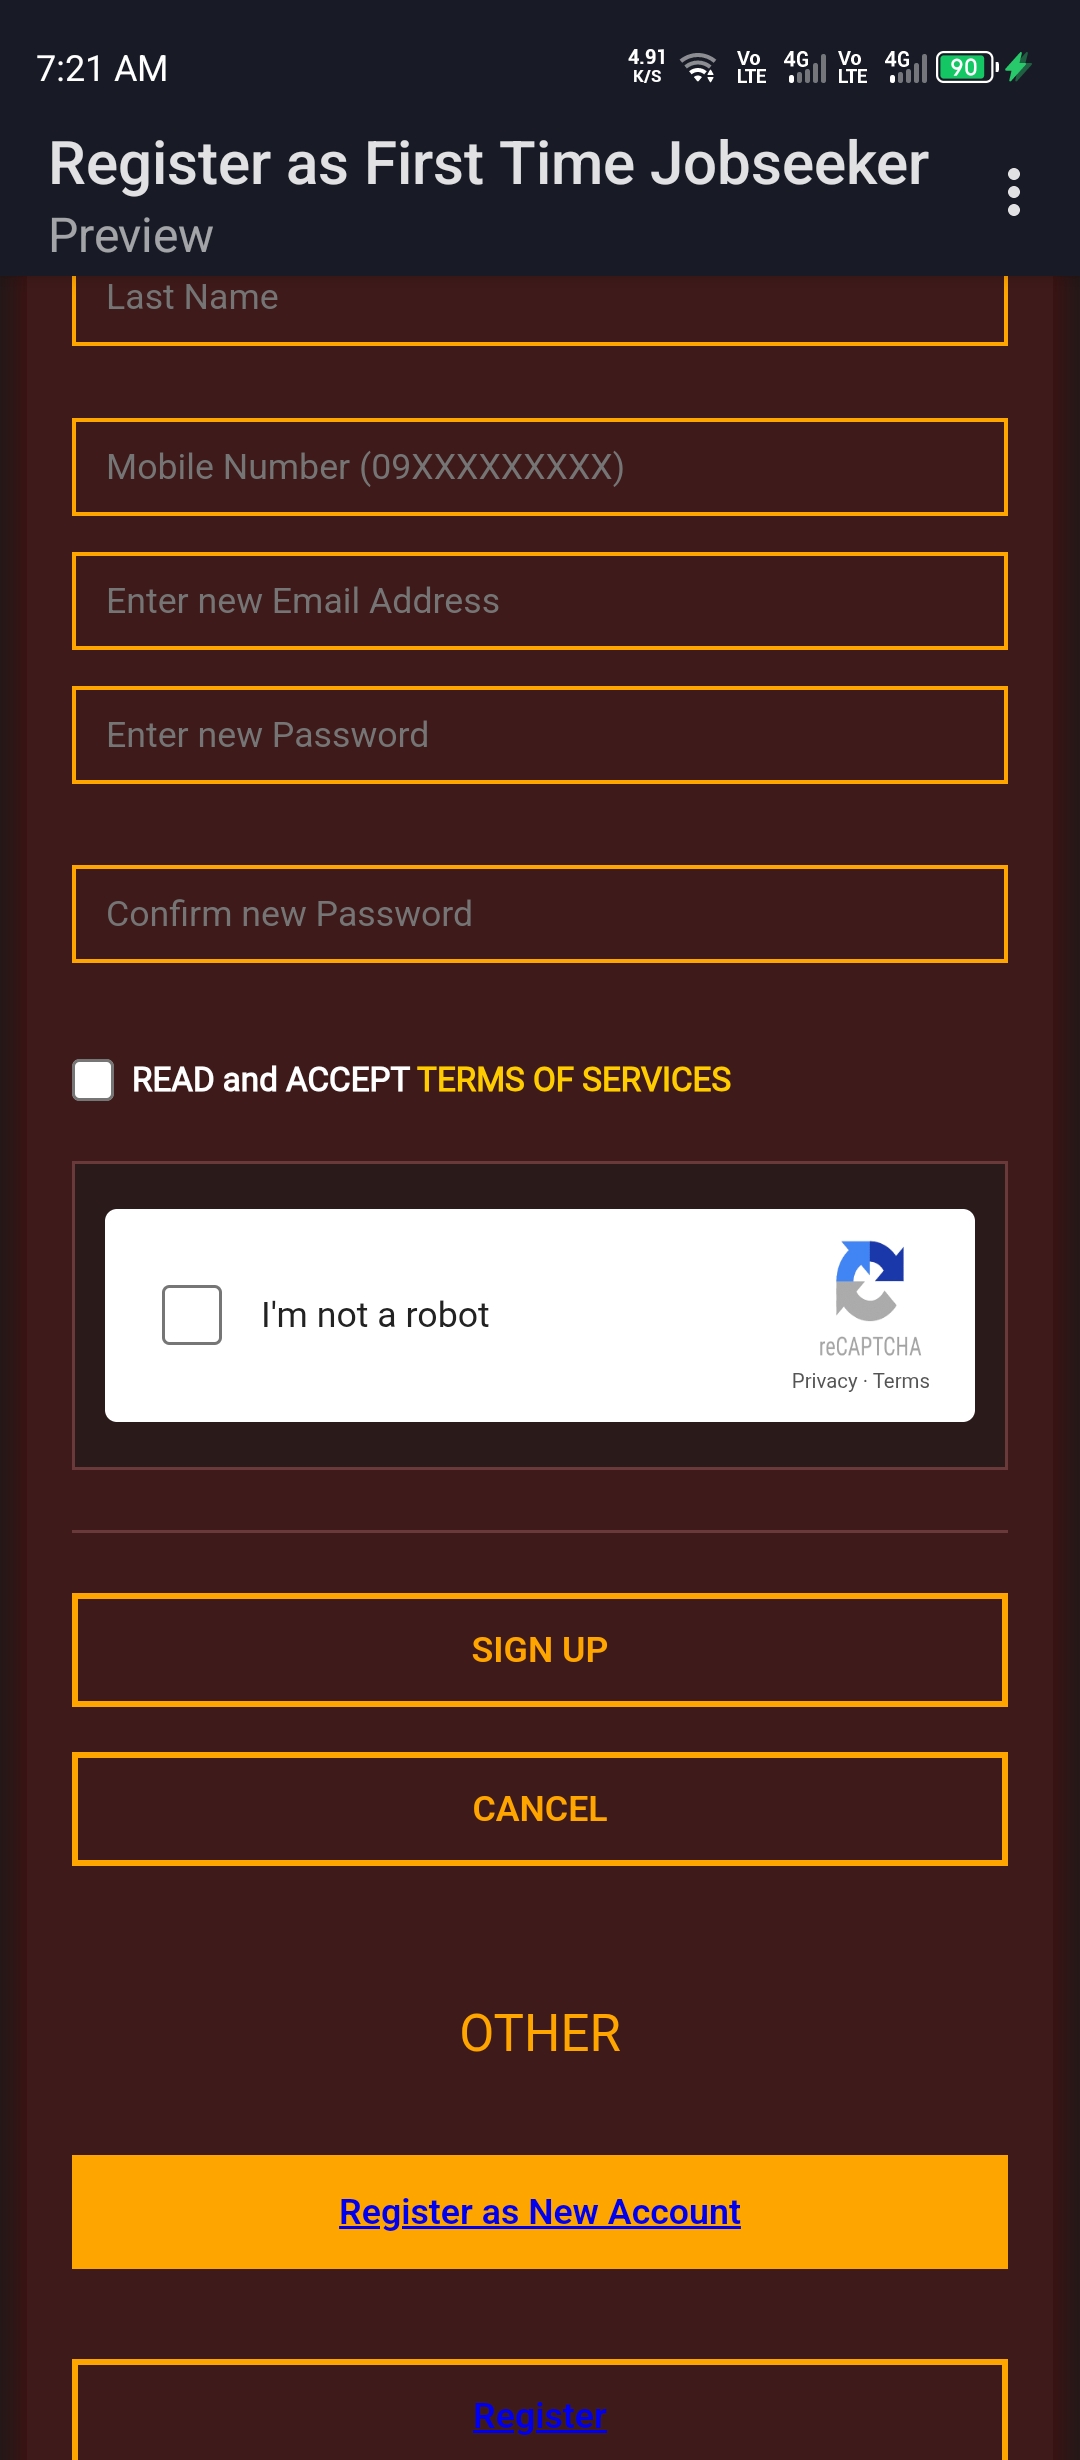 7:21 AM
4.91 K/S
Vo LTE
4G
Vo LTE
4G
90
Register as First Time Jobseeker
Preview
Last Name
Mobile Number (09XXXXXXXXX)
Enter new Email Address
Enter new Password
Confirm new Password
READ and ACCEPT TERMS OF SERVICES
I'm not a robot
reCAPTCHA
Privacy · Terms
SIGN UP
CANCEL
OTHER
Register as New Account
Register